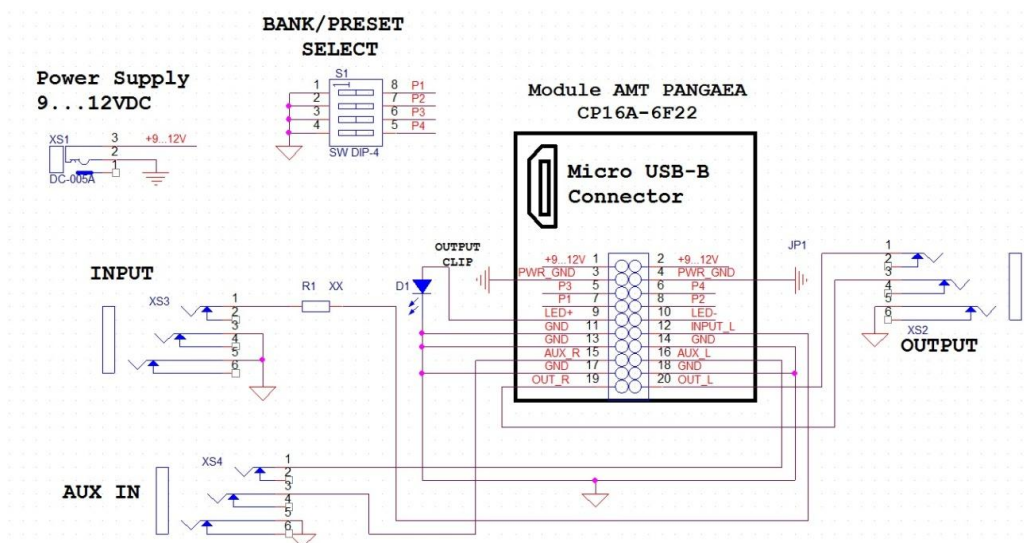 BANK/PRESET
SELECT
Power Supply
9...12VDC
XS1
3 +9...12V
2
1
DC-005A
S1
1 8 P1
2 7 P2
3 6 P3
4 5 P4
SW DIP-4
Module AMT PANGAEA
CP16A-6F22
Micro USB-B
Connector
OUTPUT
CLIP
D1
+9...12V 1 2 +9...12V
PWR_GND 3 4 PWR_GND
P3 5 6 P4
P1 7 8 P2
LED+ 9 10 LED-
GND 11 12 INPUT_L
GND 13 14 GND
AUX_R 15 16 AUX_L
GND 17 18 GND
OUT_R 19 20 OUT_L
JP1
1
2
3
4
5
6
XS2
OUTPUT
INPUT
XS3
1
2
3
4
5
6
R1 XX
AUX IN
XS4
1
2
3
4
5
6